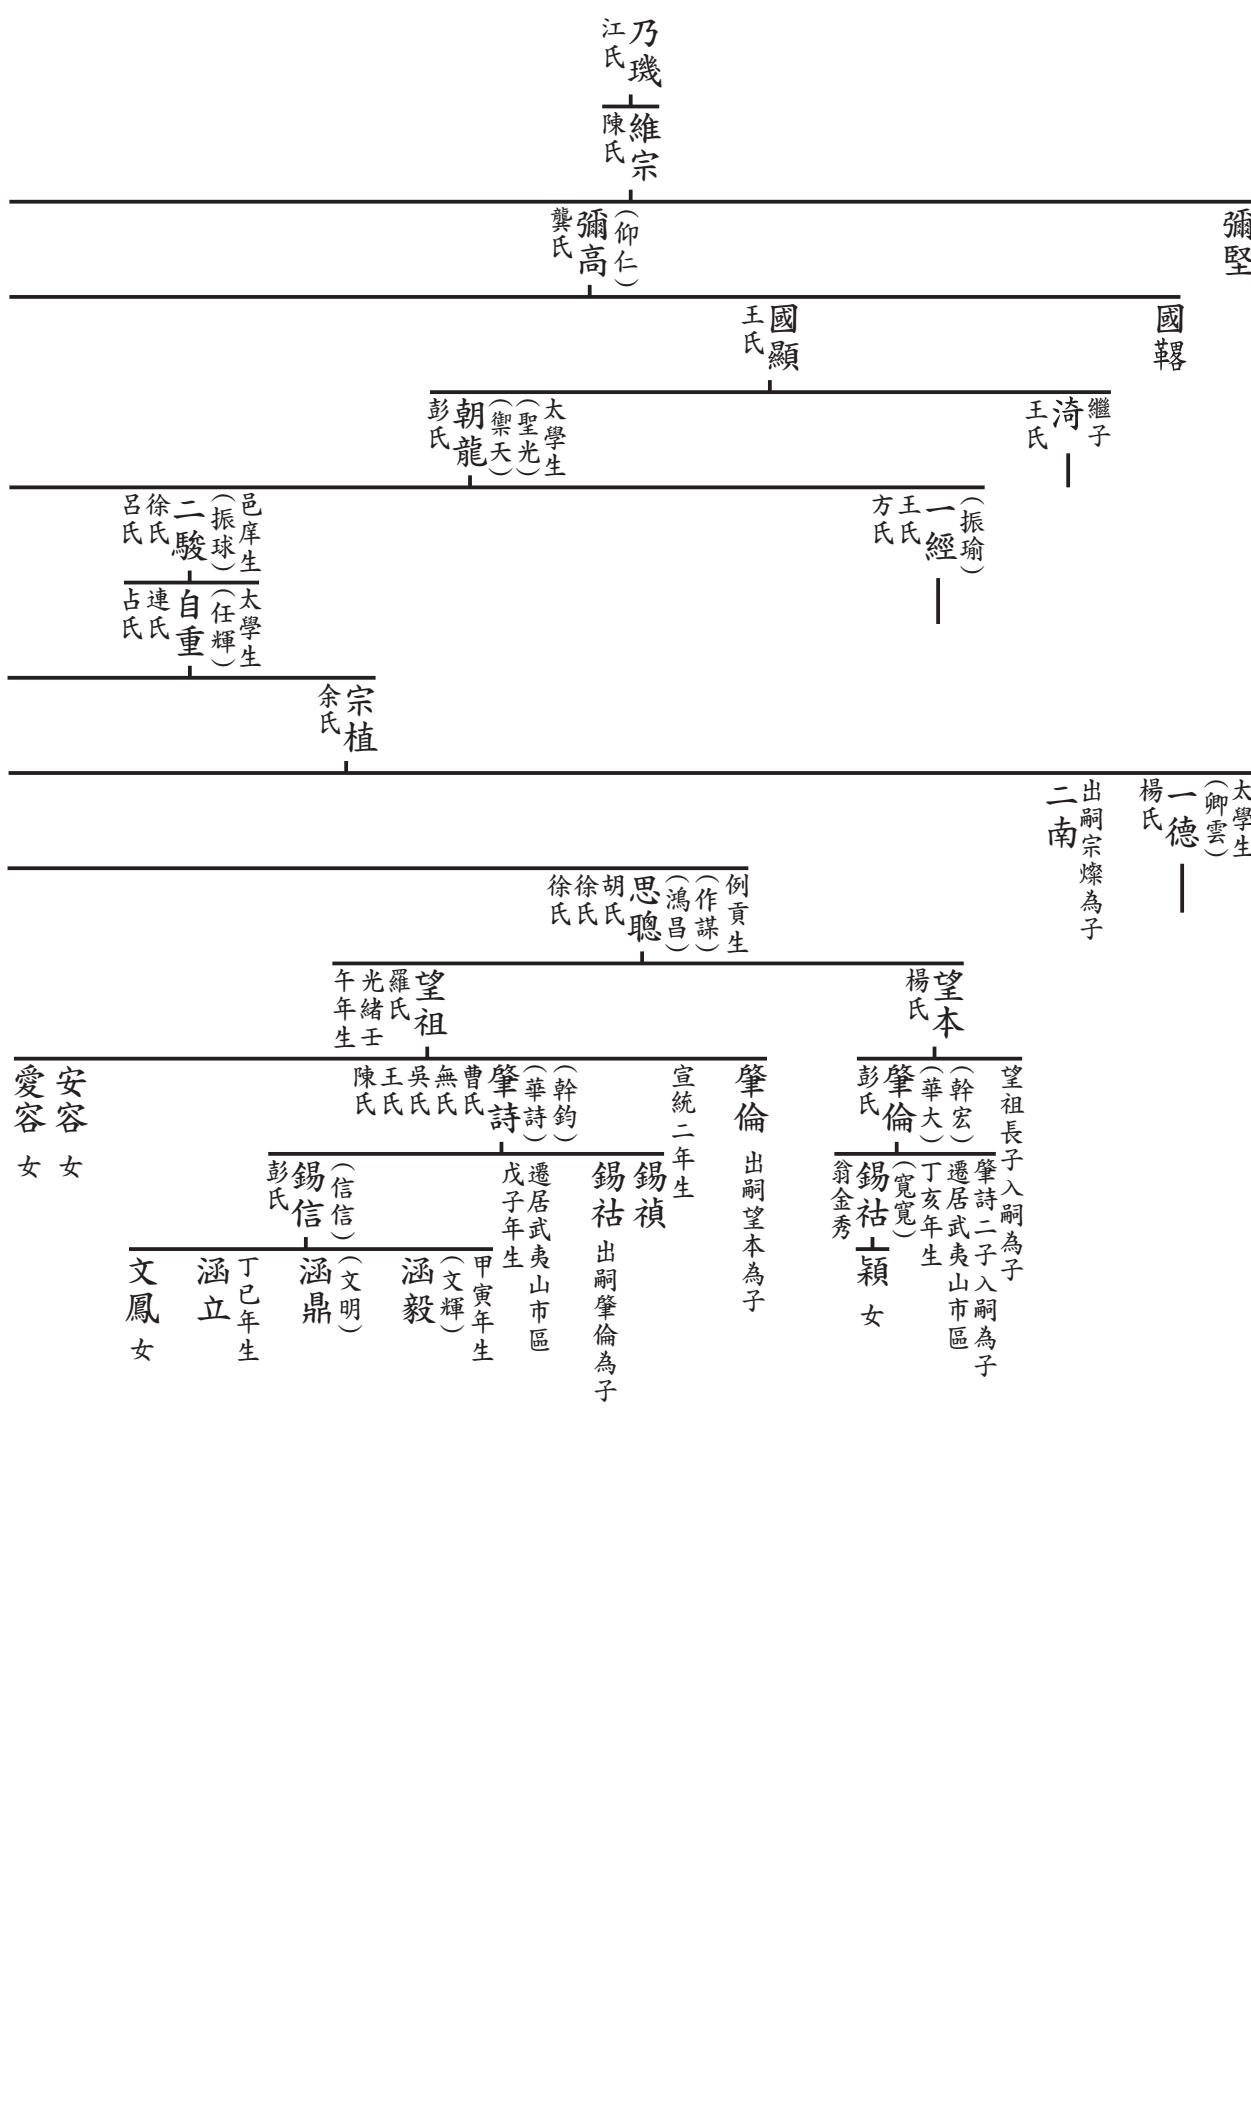 乃璣
江氏
維宗
陳氏
彌堅
(仰仁)
彌高
龔氏
國顯
王氏
繼子
漪
王氏
太學生
(聖光)
(禦天)
朝龍
彭氏
(振瑜)
一經
王氏
方氏
邑庠生
(振球)
二駿
徐氏
呂氏
太學生
(任輝)
自重
連氏
占氏
宗植
余氏
太學生
(卿雲)
一德
楊氏
出嗣宗燦為子
二南
例貢生
(作謀)
(鴻昌)
思聰
胡氏
徐氏
徐氏
望本
楊氏
望祖
羅氏
光緒壬
午年生
望祖長子入嗣為子
(幹宏)
(華大)
肇倫
彭氏
肇倫 出嗣望本為子
宣統二年生
(幹鈞)
(華詩)
肇詩
曹氏
無氏
吳氏
王氏
陳氏
安容 女
愛容 女
肇詩二子入嗣為子
遷居武夷山市區
丁亥年生
(寬寬)
錫祜
翁金秀
錫禎
錫祜 出嗣肇倫為子
遷居武夷山市區
戊子年生
(信信)
錫信
彭氏
穎 女
甲寅年生
(文輝)
涵毅
(文明)
涵鼎
丁巳年生
涵立
文鳳 女